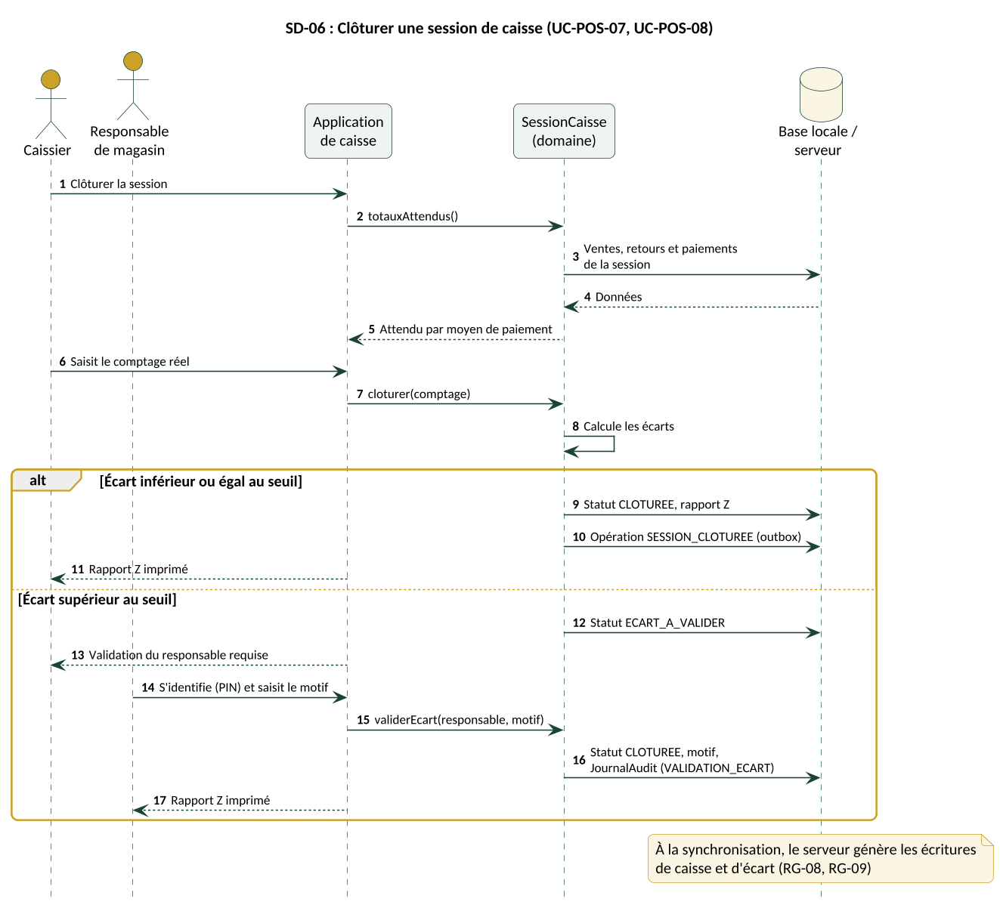 SD-06 : Clôturer une session de caisse (UC-POS-07, UC-POS-08)
Caissier
Responsable
de magasin
Application
de caisse
SessionCaisse
(domaine)
Base locale /
serveur
1 Clôturer la session
2 totauxAttendus()
3 Ventes, retours et paiements
de la session
4 Données
5 Attendu par moyen de paiement
6 Saisit le comptage réel
7 cloturer(comptage)
8 Calcule les écarts
alt [Écart inférieur ou égal au seuil]
9 Statut CLOTUREE, rapport Z
10 Opération SESSION_CLOTUREE (outbox)
11 Rapport Z imprimé
[Écart supérieur au seuil]
12 Statut ECART_A_VALIDER
13 Validation du responsable requise
14 S'identifie (PIN) et saisit le motif
15 validerEcart(responsable, motif)
16 Statut CLOTUREE, motif,
JournalAudit (VALIDATION_ECART)
17 Rapport Z imprimé
À la synchronisation, le serveur génère les écritures
de caisse et d'écart (RG-08, RG-09)